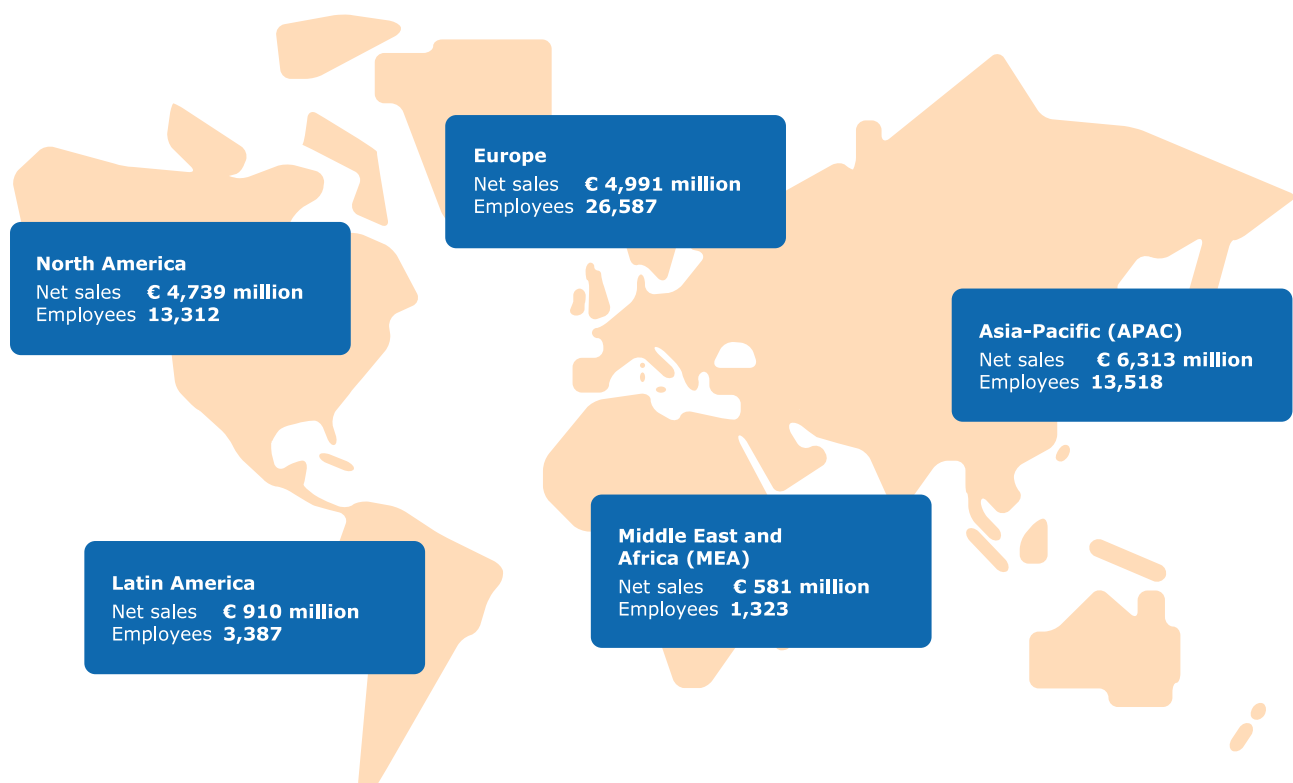 Europe
Net sales € 4,991 million
Employees 26,587
North America
Net sales € 4,739 million
Employees 13,312
Asia-Pacific (APAC)
Net sales € 6,313 million
Employees 13,518
Middle East and
Africa (MEA)
Net sales € 581 million
Employees 1,323
Latin America
Net sales € 910 million
Employees 3,387